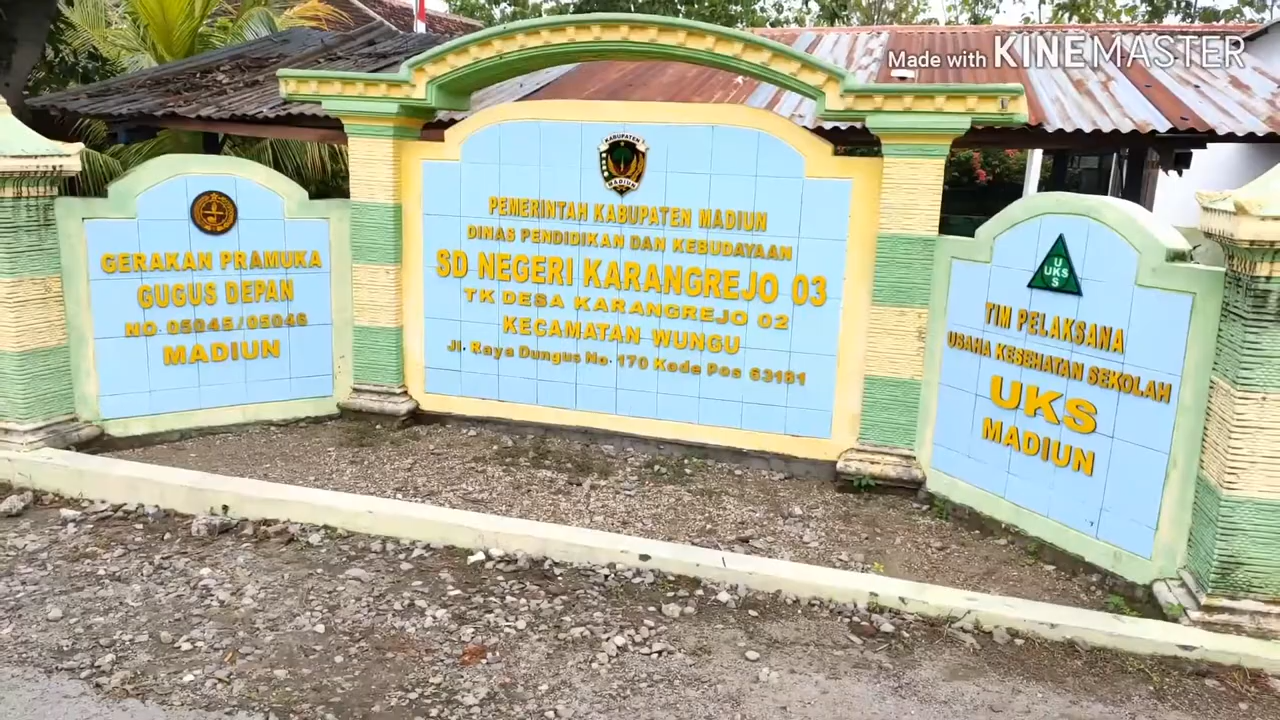 Made with KINEMASTER
GERAKAN PRAMUKA
GUGUS DEPAN
NO. 05045/05046
MADIUN
KABUPATEN
MADIUN
PEMERINTAH KABUPATEN MADIUN
DINAS PENDIDIKAN DAN KEBUDAYAAN
SD NEGERI KARANGREJO 03
TK DESA KARANGREJO 02
KECAMATAN WUNGU
Jl. Raya Dungus No. 170 Kode Pos 63181
U
UKS
S
TIM PELAKSANA
USAHA KESEHATAN SEKOLAH
UKS
MADIUN